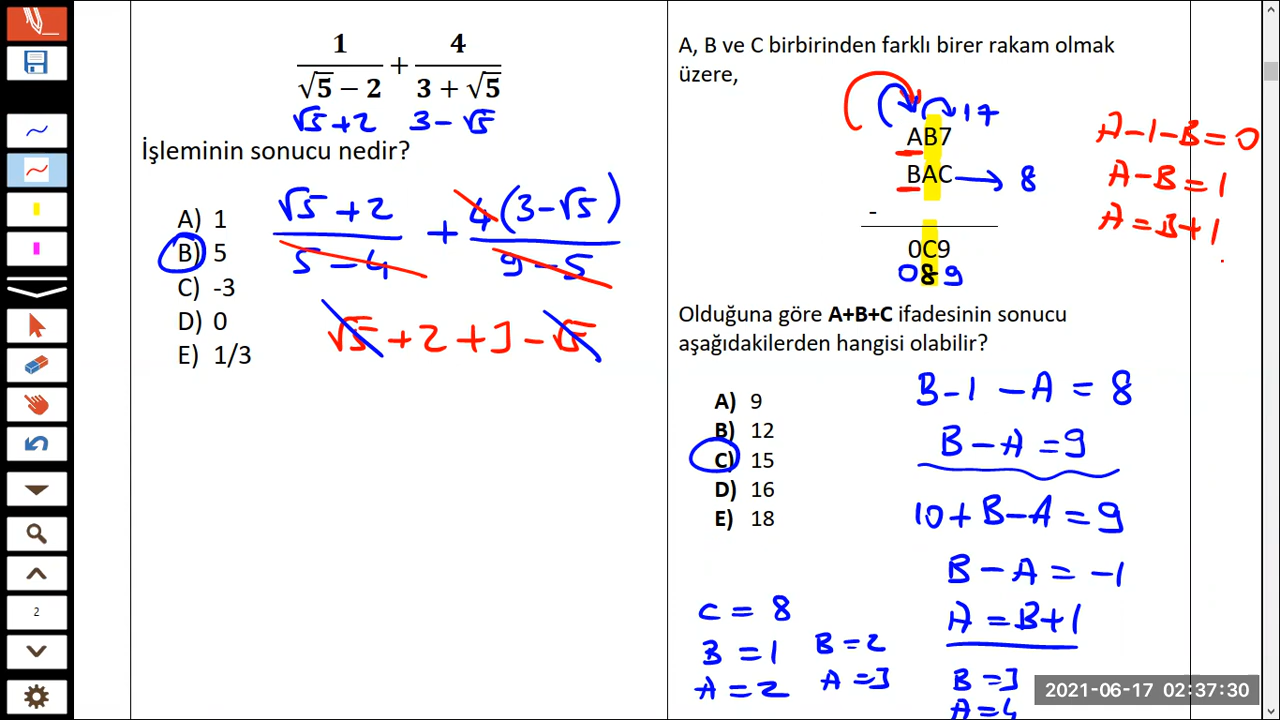 1/(√5 − 2) + 4/(3 + √5)
√5+2   3−√5
İşleminin sonucu nedir?
A) 1
B) 5
C) -3
D) 0
E) 1/3
(√5+2)/(5−4) + 4(3−√5)/(9−5)
√5 + 2 + 3 − √5
A, B ve C birbirinden farklı birer rakam olmak
üzere,
17
AB7
BAC → 8
-
0C9
089
A−1−B=0
A−B=1
A=B+1
Olduğuna göre A+B+C ifadesinin sonucu
aşağıdakilerden hangisi olabilir?
A) 9
B) 12
C) 15
D) 16
E) 18
B−1−A=8
B−A=9
10+B−A=9
B−A=−1
A=B+1
C=8
B=1
A=2
B=2
A=3
B=3
A=4
2
2021-06-17 02:37:30